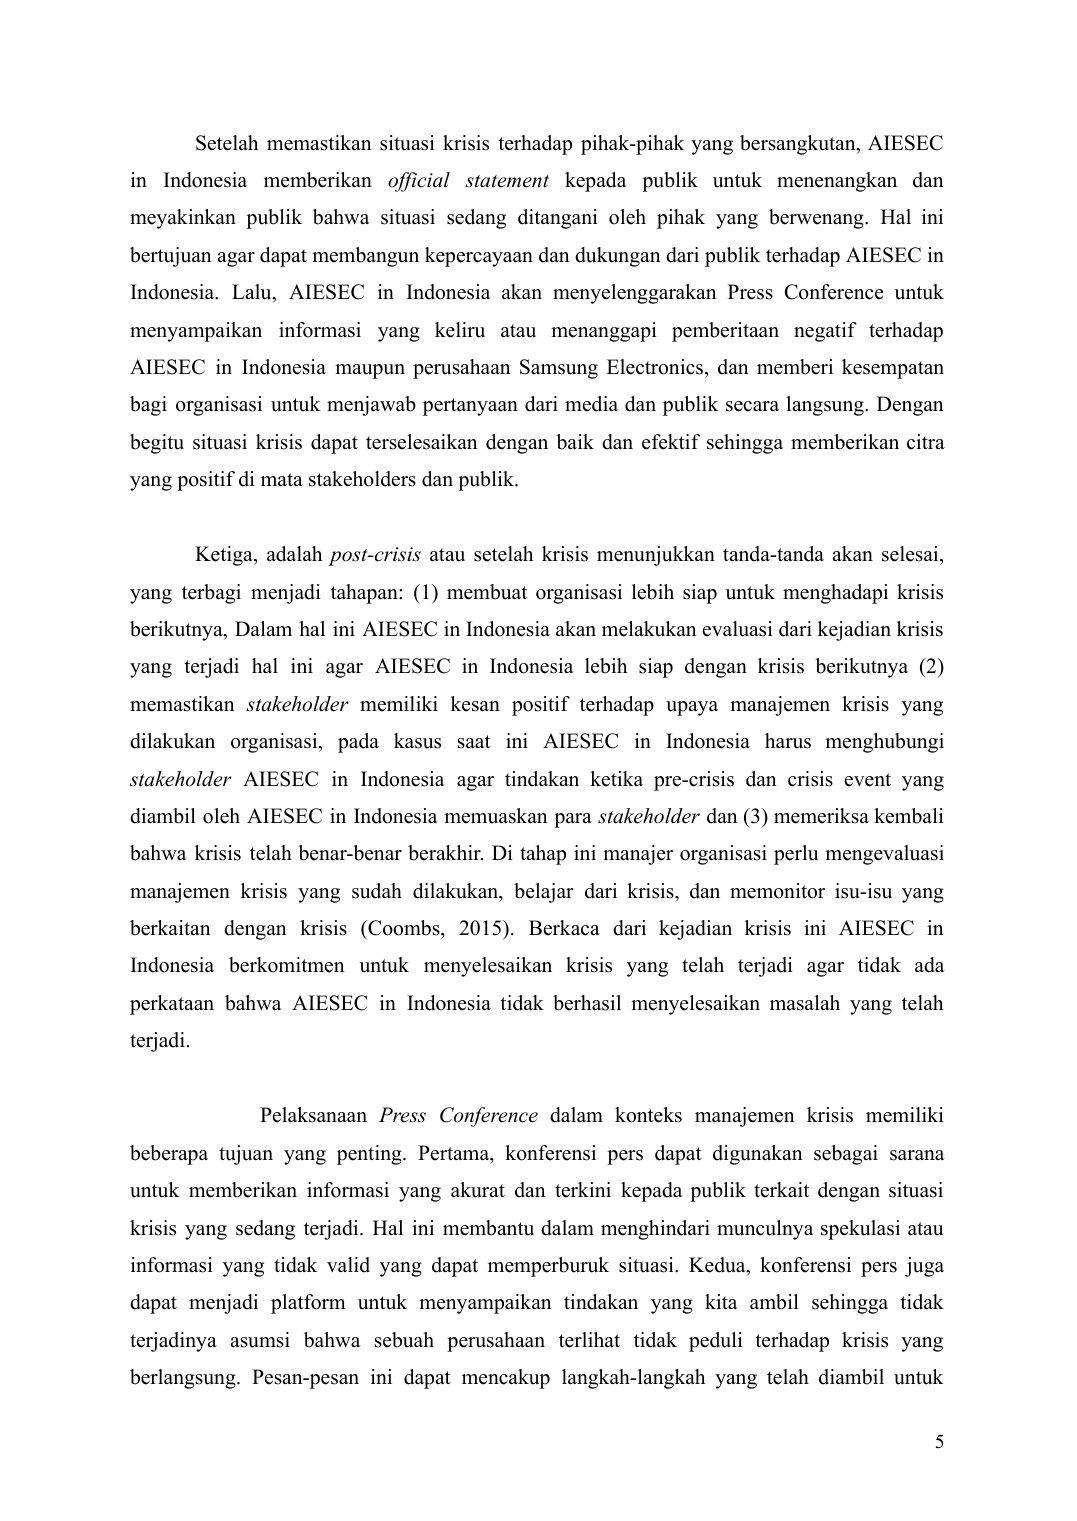 Setelah memastikan situasi krisis terhadap pihak-pihak yang bersangkutan, AIESEC
in Indonesia memberikan official statement kepada publik untuk menenangkan dan
meyakinkan publik bahwa situasi sedang ditangani oleh pihak yang berwenang. Hal ini
bertujuan agar dapat membangun kepercayaan dan dukungan dari publik terhadap AIESEC in
Indonesia. Lalu, AIESEC in Indonesia akan menyelenggarakan Press Conference untuk
menyampaikan informasi yang keliru atau menanggapi pemberitaan negatif terhadap
AIESEC in Indonesia maupun perusahaan Samsung Electronics, dan memberi kesempatan
bagi organisasi untuk menjawab pertanyaan dari media dan publik secara langsung. Dengan
begitu situasi krisis dapat terselesaikan dengan baik dan efektif sehingga memberikan citra
yang positif di mata stakeholders dan publik.
Ketiga, adalah post-crisis atau setelah krisis menunjukkan tanda-tanda akan selesai,
yang terbagi menjadi tahapan: (1) membuat organisasi lebih siap untuk menghadapi krisis
berikutnya, Dalam hal ini AIESEC in Indonesia akan melakukan evaluasi dari kejadian krisis
yang terjadi hal ini agar AIESEC in Indonesia lebih siap dengan krisis berikutnya (2)
memastikan stakeholder memiliki kesan positif terhadap upaya manajemen krisis yang
dilakukan organisasi, pada kasus saat ini AIESEC in Indonesia harus menghubungi
stakeholder AIESEC in Indonesia agar tindakan ketika pre-crisis dan crisis event yang
diambil oleh AIESEC in Indonesia memuaskan para stakeholder dan (3) memeriksa kembali
bahwa krisis telah benar-benar berakhir. Di tahap ini manajer organisasi perlu mengevaluasi
manajemen krisis yang sudah dilakukan, belajar dari krisis, dan memonitor isu-isu yang
berkaitan dengan krisis (Coombs, 2015). Berkaca dari kejadian krisis ini AIESEC in
Indonesia berkomitmen untuk menyelesaikan krisis yang telah terjadi agar tidak ada
perkataan bahwa AIESEC in Indonesia tidak berhasil menyelesaikan masalah yang telah
terjadi.
Pelaksanaan Press Conference dalam konteks manajemen krisis memiliki
beberapa tujuan yang penting. Pertama, konferensi pers dapat digunakan sebagai sarana
untuk memberikan informasi yang akurat dan terkini kepada publik terkait dengan situasi
krisis yang sedang terjadi. Hal ini membantu dalam menghindari munculnya spekulasi atau
informasi yang tidak valid yang dapat memperburuk situasi. Kedua, konferensi pers juga
dapat menjadi platform untuk menyampaikan tindakan yang kita ambil sehingga tidak
terjadinya asumsi bahwa sebuah perusahaan terlihat tidak peduli terhadap krisis yang
berlangsung. Pesan-pesan ini dapat mencakup langkah-langkah yang telah diambil untuk
5